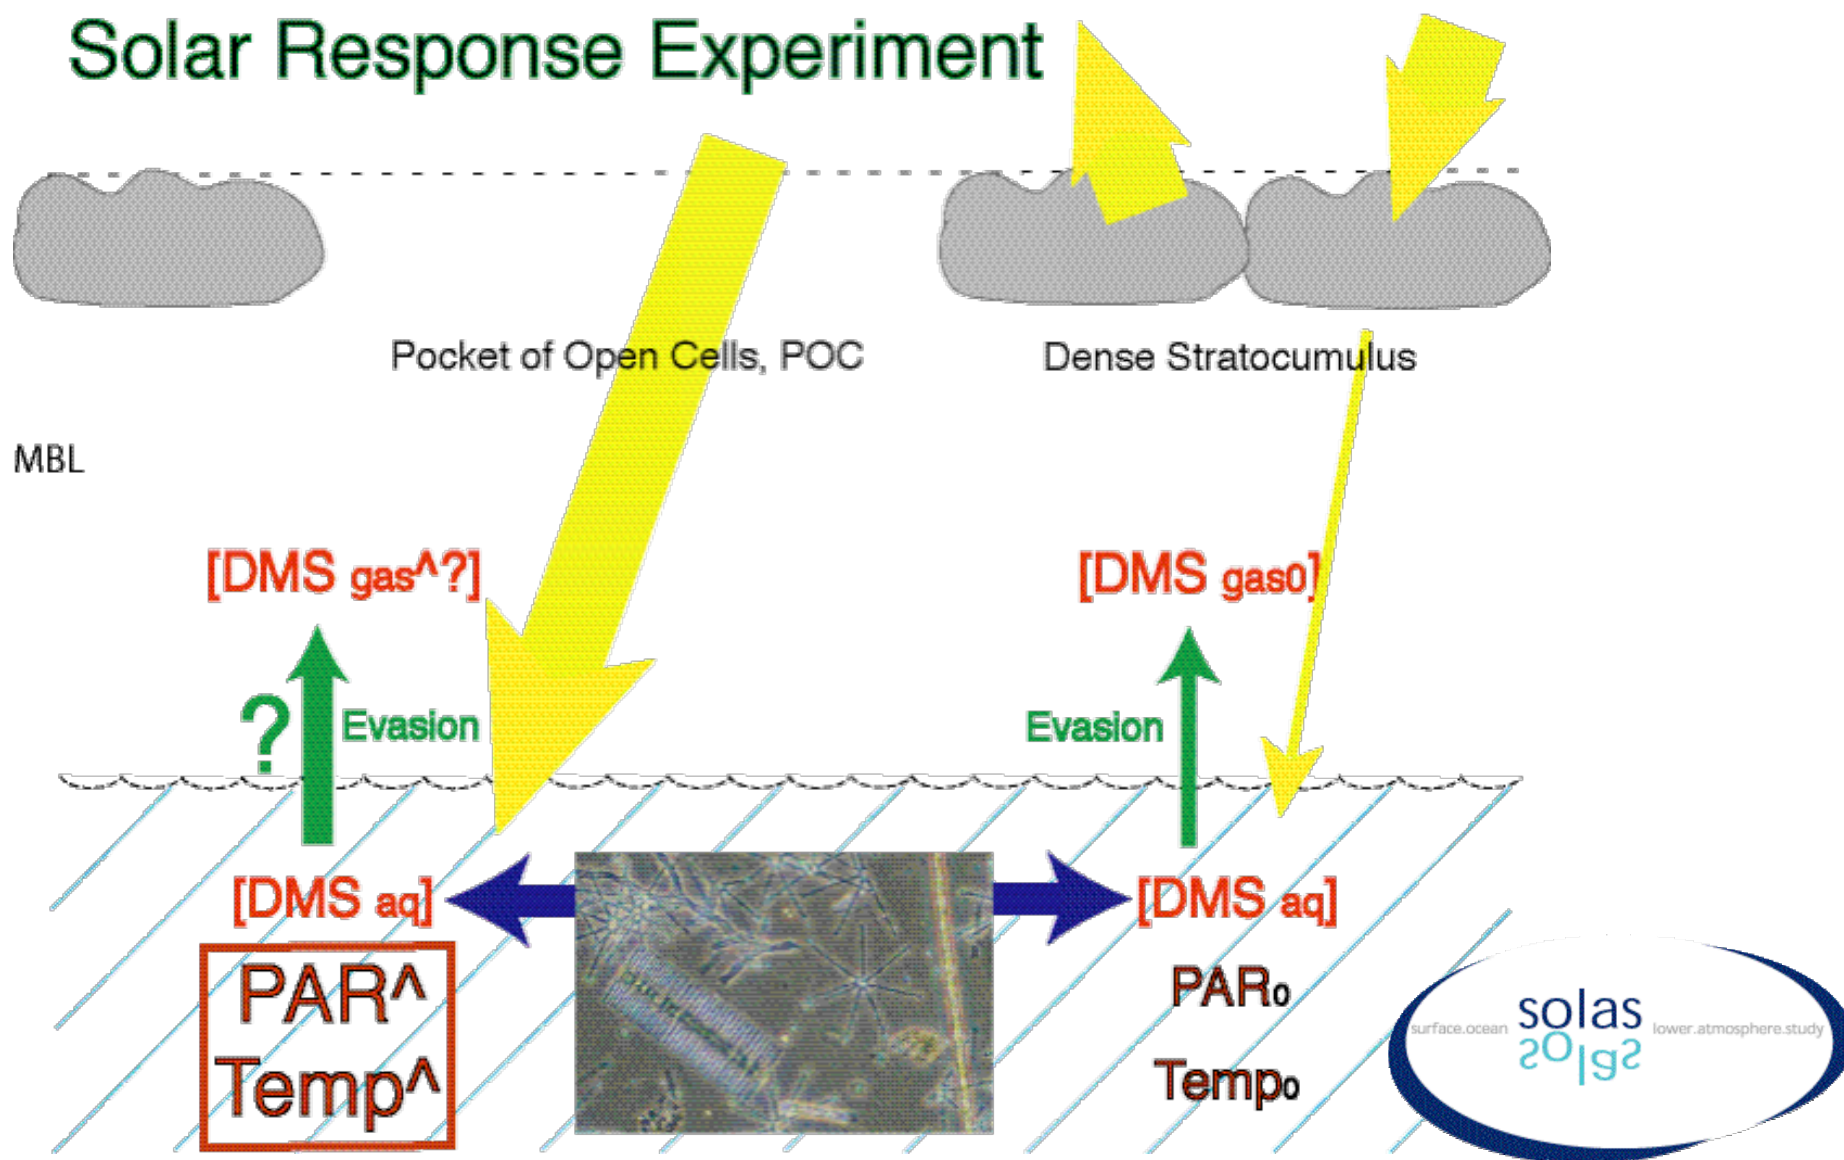 Solar Response Experiment
Pocket of Open Cells, POC
Dense Stratocumulus
MBL
[DMS gas^?]
[DMS gas0]
? Evasion
Evasion
[DMS aq]
[DMS aq]
PAR^
PAR0
Temp^
Temp0
surface.ocean solas lower.atmosphere.study
solas